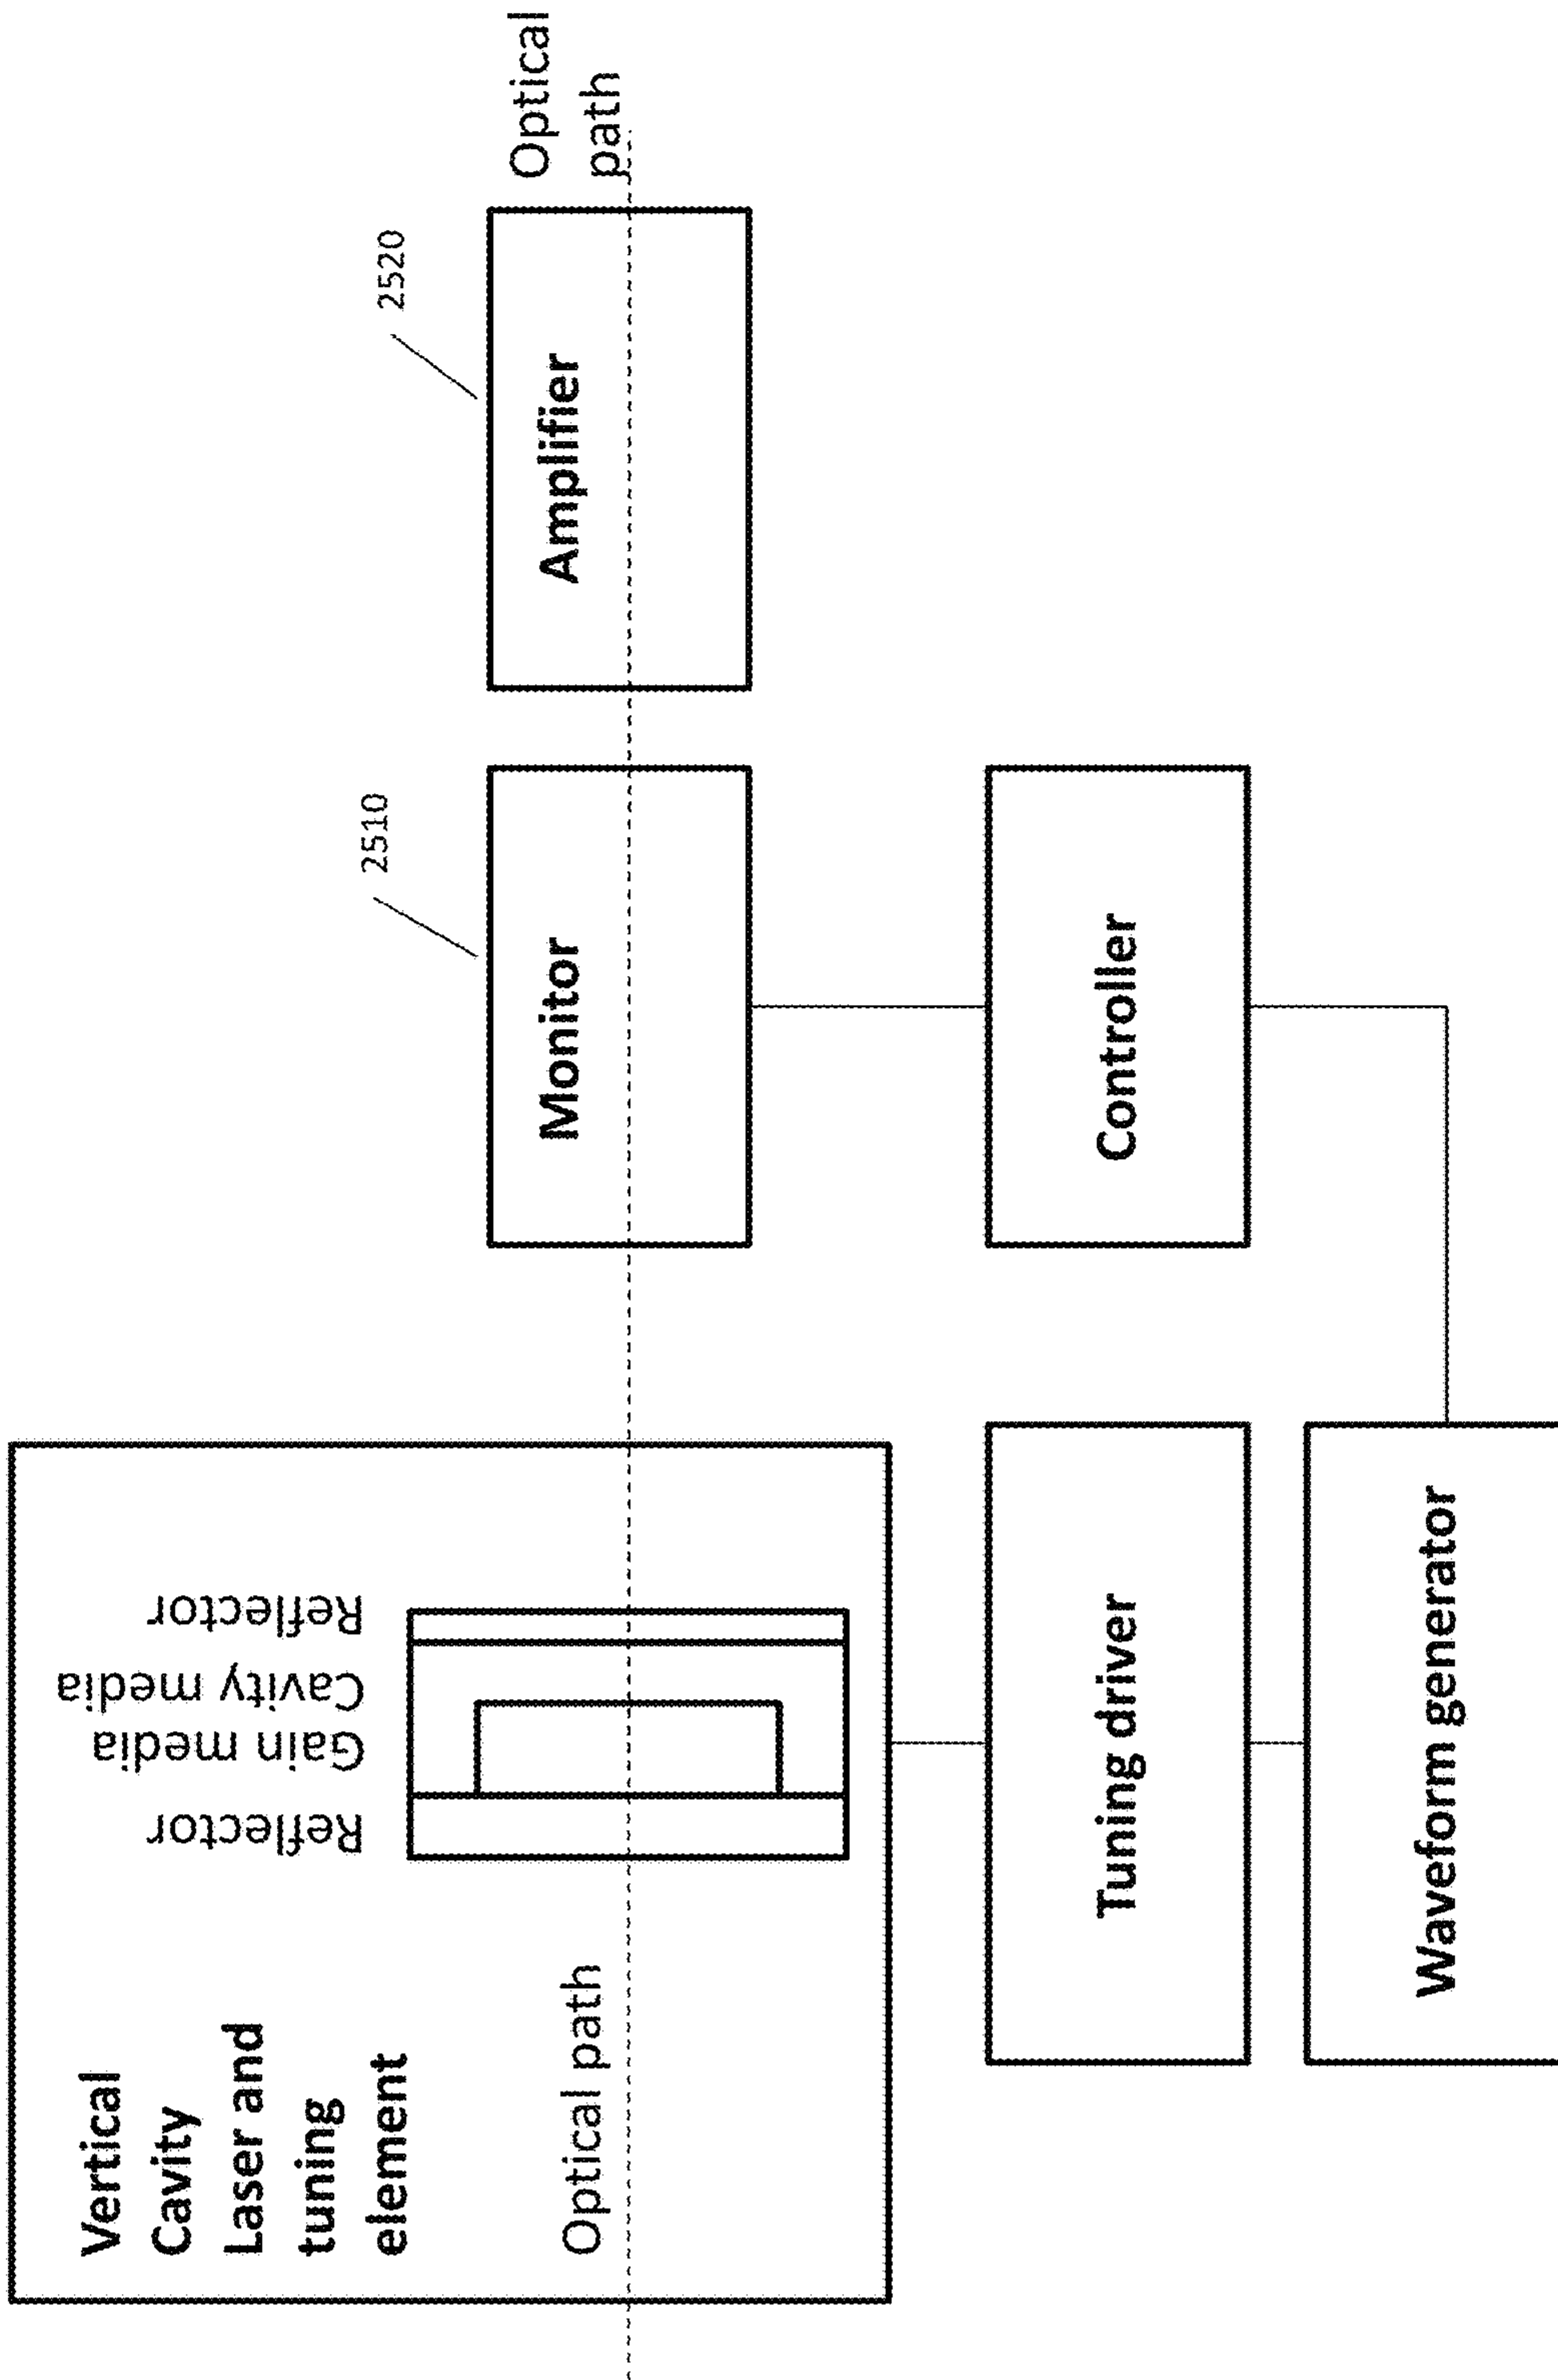 Vertical
Cavity
Laser and
tuning
element
Reflector
Gain media
Cavity media
Reflector
Optical path
2510
Monitor
2520
Amplifier
Optical
path
Tuning driver
Controller
Waveform generator